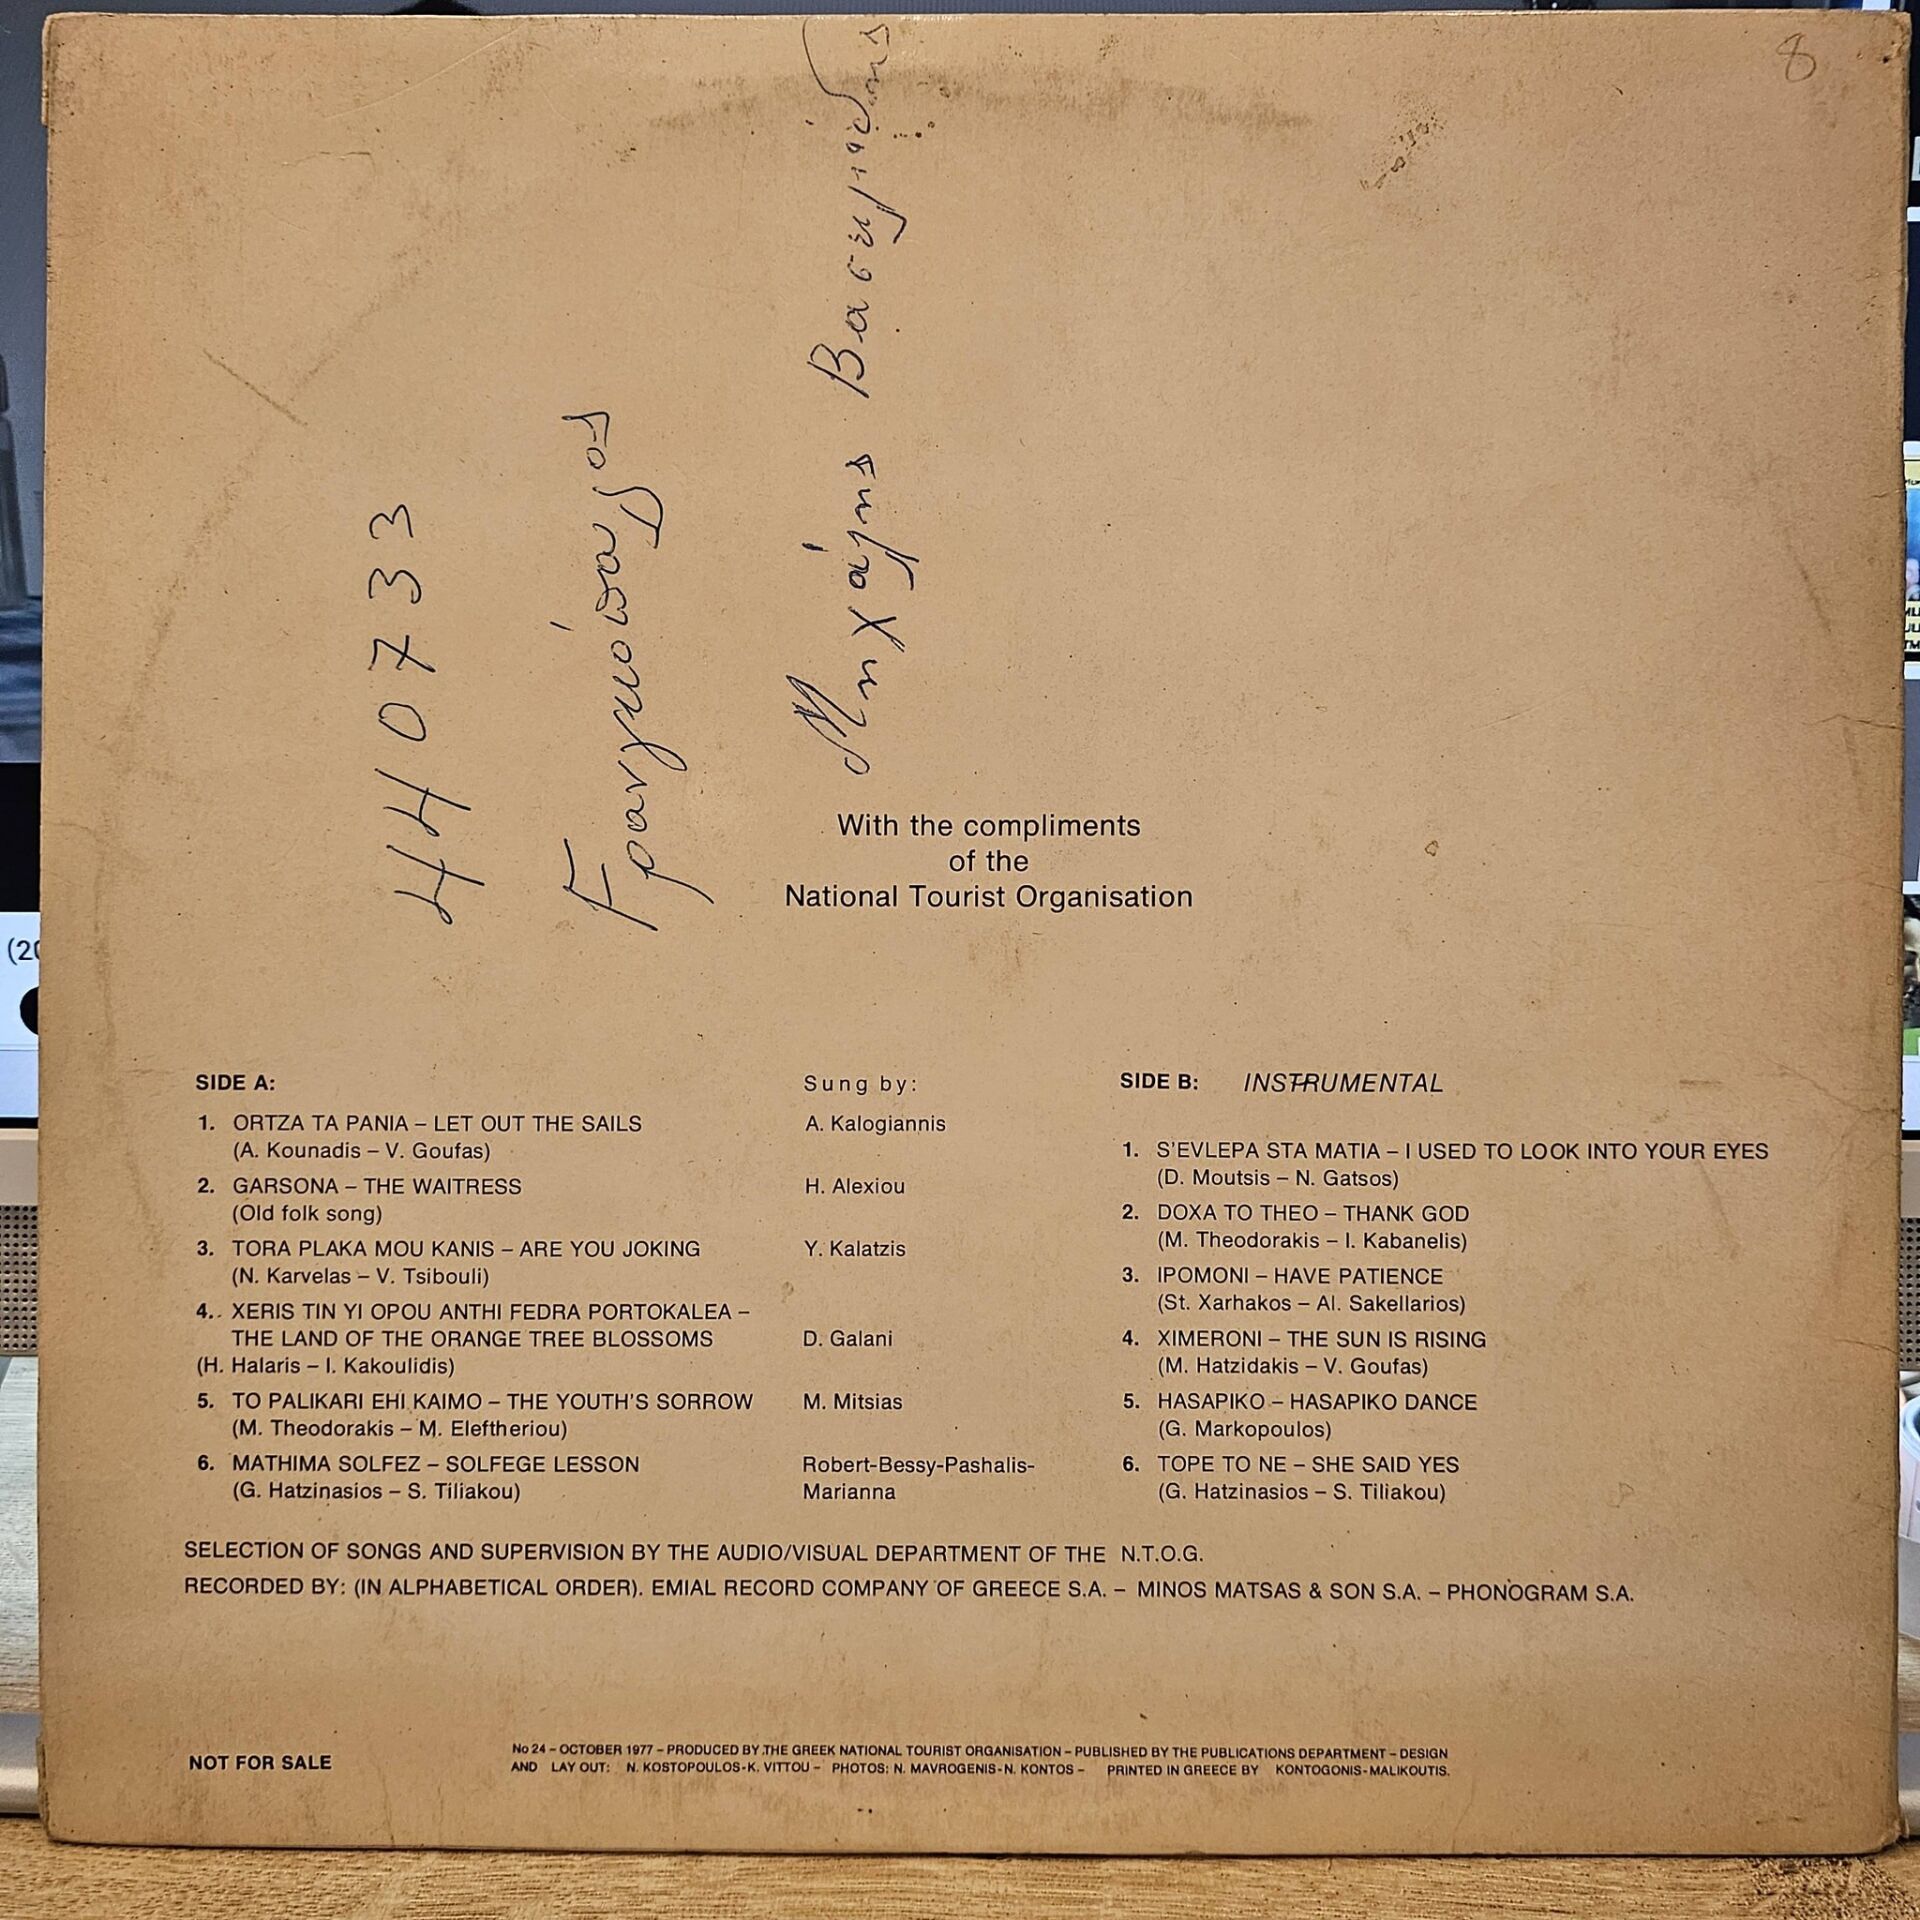 8
440733
Φραγκόπουλος
Μιχάλης Βασιλειάδης
With the compliments
of the
National Tourist Organisation
SIDE A:
Sung by:
1. ORTZA TA PANIA – LET OUT THE SAILS
A. Kalogiannis
(A. Kounadis – V. Goufas)
2. GARSONA – THE WAITRESS
H. Alexiou
(Old folk song)
3. TORA PLAKA MOU KANIS – ARE YOU JOKING
Y. Kalatzis
(N. Karvelas – V. Tsibouli)
4. XERIS TIN YI OPOU ANTHI FEDRA PORTOKALEA –
THE LAND OF THE ORANGE TREE BLOSSOMS
D. Galani
(H. Halaris – I. Kakoulidis)
5. TO PALIKARI EHI KAIMO – THE YOUTH'S SORROW
M. Mitsias
(M. Theodorakis – M. Eleftheriou)
6. MATHIMA SOLFEZ – SOLFEGE LESSON
Robert-Bessy-Pashalis-
(G. Hatzinasios – S. Tiliakou)
Marianna
SIDE B: INSTRUMENTAL
1. S'EVLEPA STA MATIA – I USED TO LOOK INTO YOUR EYES
(D. Moutsis – N. Gatsos)
2. DOXA TO THEO – THANK GOD
(M. Theodorakis – I. Kabanelis)
3. IPOMONI – HAVE PATIENCE
(St. Xarhakos – Al. Sakellarios)
4. XIMERONI – THE SUN IS RISING
(M. Hatzidakis – V. Goufas)
5. HASAPIKO – HASAPIKO DANCE
(G. Markopoulos)
6. TOPE TO NE – SHE SAID YES
(G. Hatzinasios – S. Tiliakou)
SELECTION OF SONGS AND SUPERVISION BY THE AUDIO/VISUAL DEPARTMENT OF THE N.T.O.G.
RECORDED BY: (IN ALPHABETICAL ORDER). EMIAL RECORD COMPANY OF GREECE S.A. – MINOS MATSAS & SON S.A. – PHONOGRAM S.A.
NOT FOR SALE
No 24 – OCTOBER 1977 – PRODUCED BY THE GREEK NATIONAL TOURIST ORGANISATION – PUBLISHED BY THE PUBLICATIONS DEPARTMENT – DESIGN
AND LAY OUT: N. KOSTOPOULOS-K. VITTOU – PHOTOS: N. MAVROGENIS-N. KONTOS – PRINTED IN GREECE BY KONTOGONIS-MALIKOUTIS.